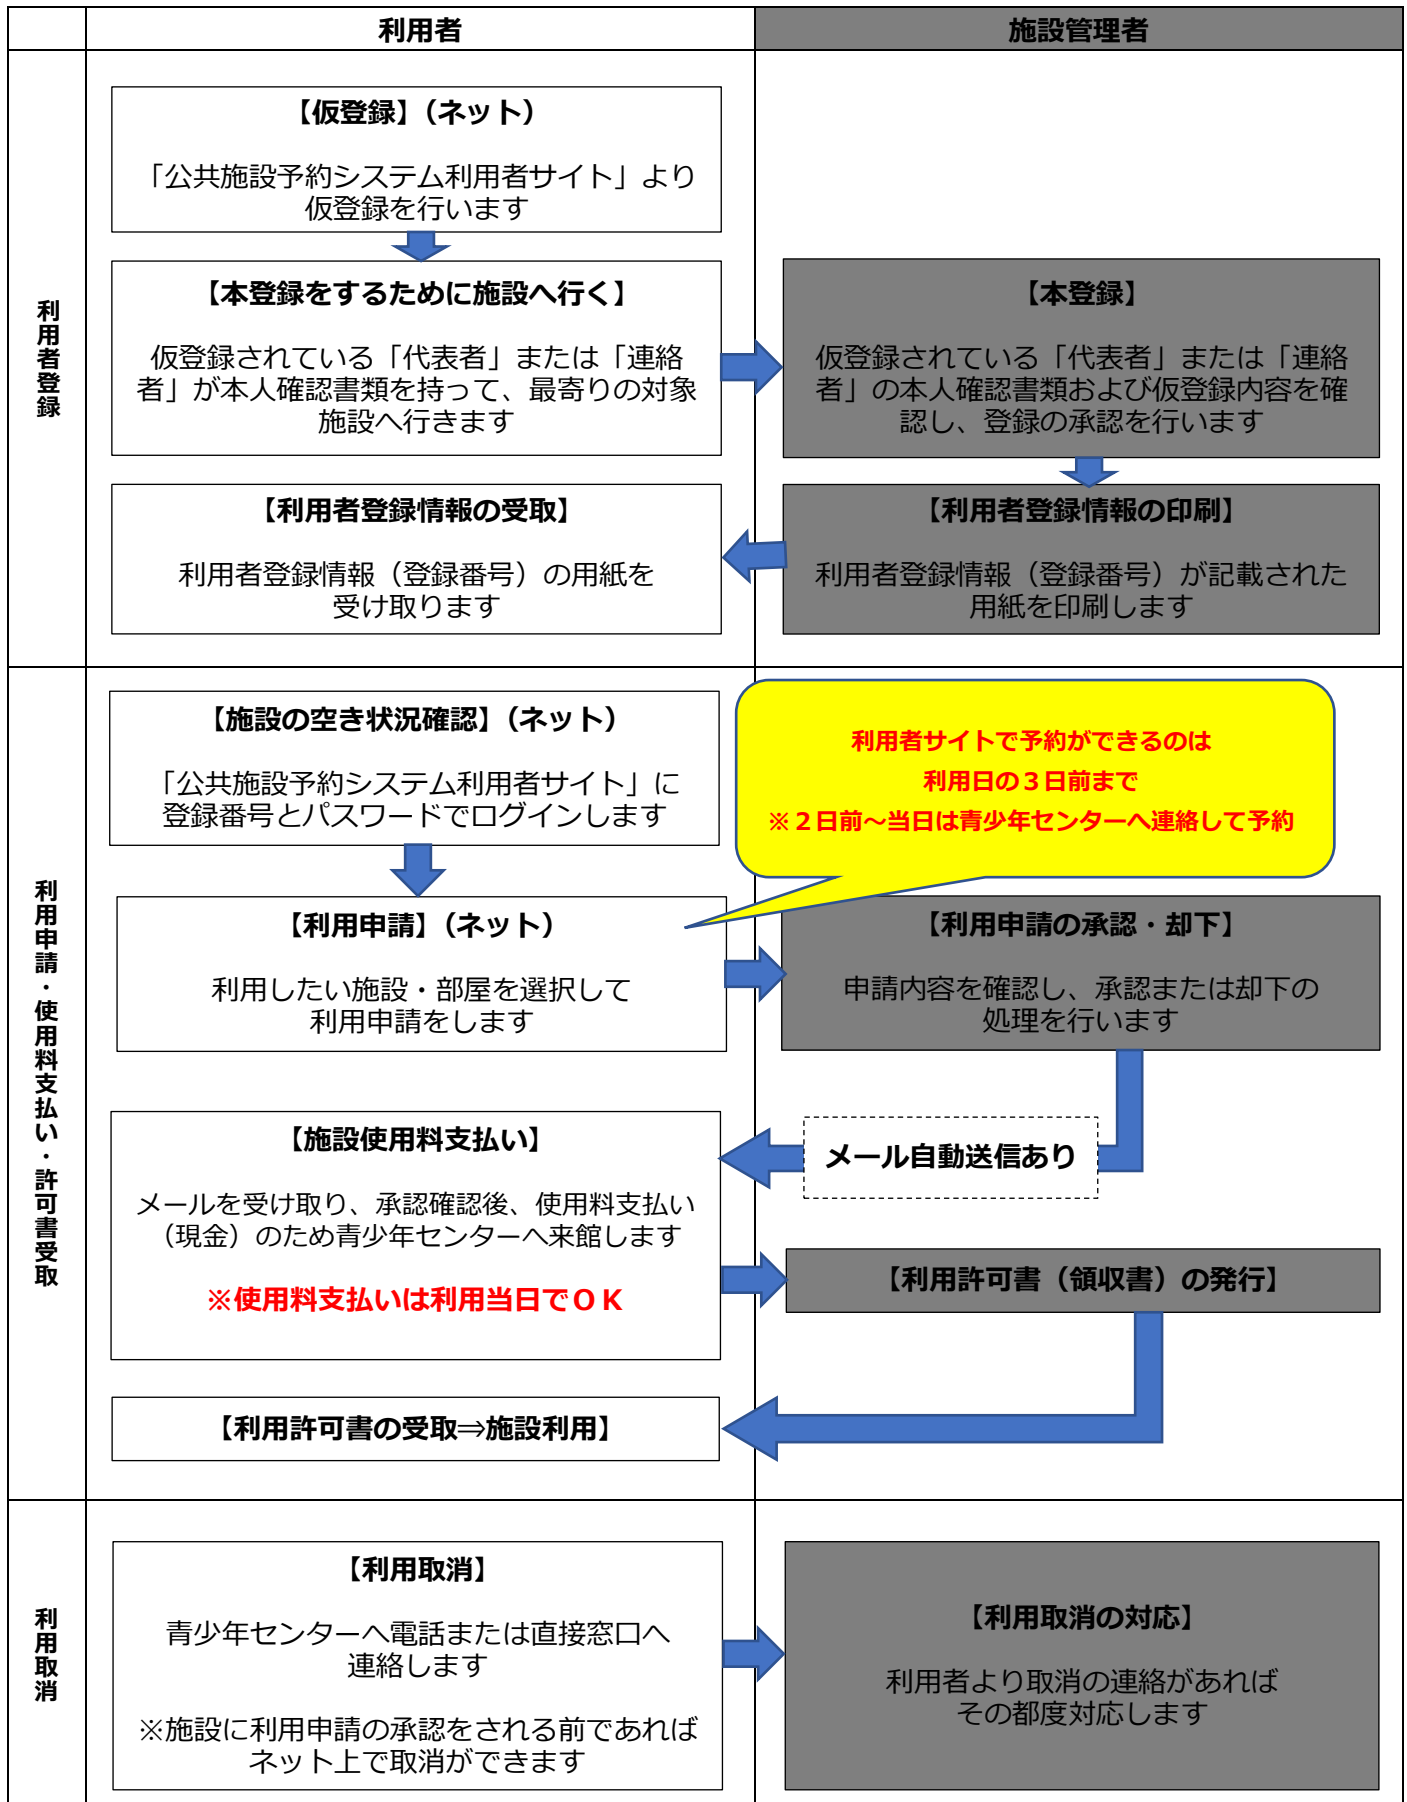 利用者
施設管理者
利用者登録
【仮登録】（ネット）
「公共施設予約システム利用者サイト」より
仮登録を行います
【本登録をするために施設へ行く】
仮登録されている「代表者」または「連絡
者」が本人確認書類を持って、最寄りの対象
施設へ行きます
【本登録】
仮登録されている「代表者」または「連絡
者」の本人確認書類および仮登録内容を確
認し、登録の承認を行います
【利用者登録情報の受取】
利用者登録情報（登録番号）の用紙を
受け取ります
【利用者登録情報の印刷】
利用者登録情報（登録番号）が記載された
用紙を印刷します
利用申請・使用料支払い・許可書受取
【施設の空き状況確認】（ネット）
「公共施設予約システム利用者サイト」に
登録番号とパスワードでログインします
利用者サイトで予約ができるのは
利用日の３日前まで
※２日前～当日は青少年センターへ連絡して予約
【利用申請】（ネット）
利用したい施設・部屋を選択して
利用申請をします
【利用申請の承認・却下】
申請内容を確認し、承認または却下の
処理を行います
メール自動送信あり
【施設使用料支払い】
メールを受け取り、承認確認後、使用料支払い
（現金）のため青少年センターへ来館します
※使用料支払いは利用当日でＯＫ
【利用許可書（領収書）の発行】
【利用許可書の受取⇒施設利用】
利用取消
【利用取消】
青少年センターへ電話または直接窓口へ
連絡します
※施設に利用申請の承認をされる前であれば
ネット上で取消ができます
【利用取消の対応】
利用者より取消の連絡があれば
その都度対応します